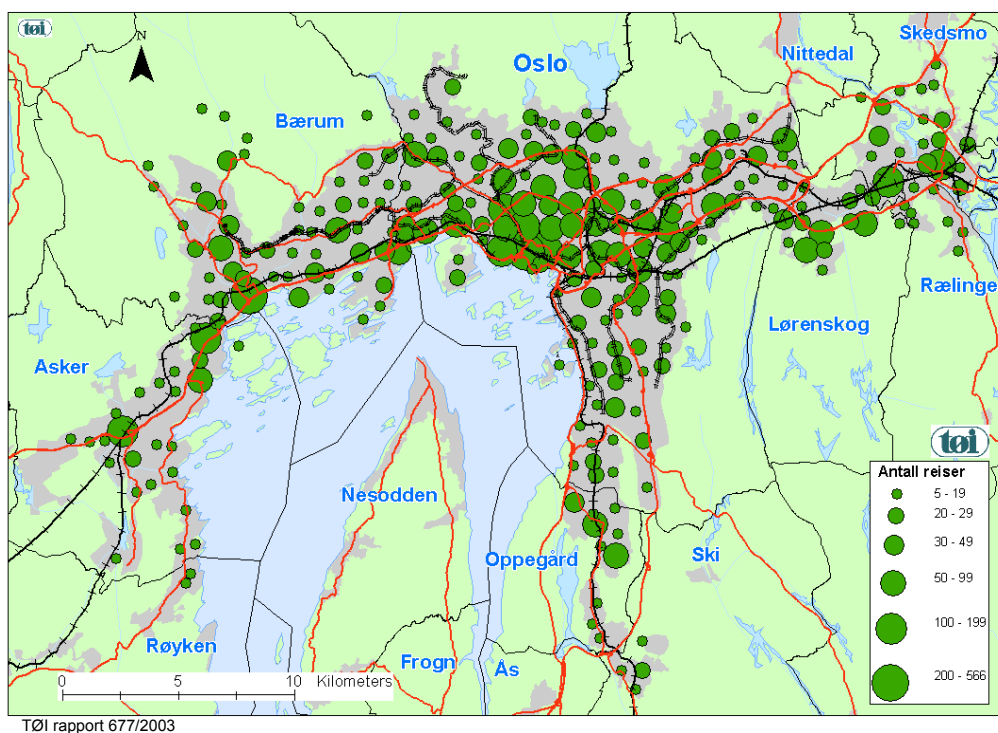 tøi
N
Oslo
Nittedal
Skedsmo
Bærum
Rælinge
Lørenskog
Asker
tøi
Antall reiser
5 - 19
20 - 29
30 - 49
50 - 99
100 - 199
200 - 566
Nesodden
Oppegård
Ski
Røyken
Frogn
Ås
0 5 10 Kilometers
TØI rapport 677/2003